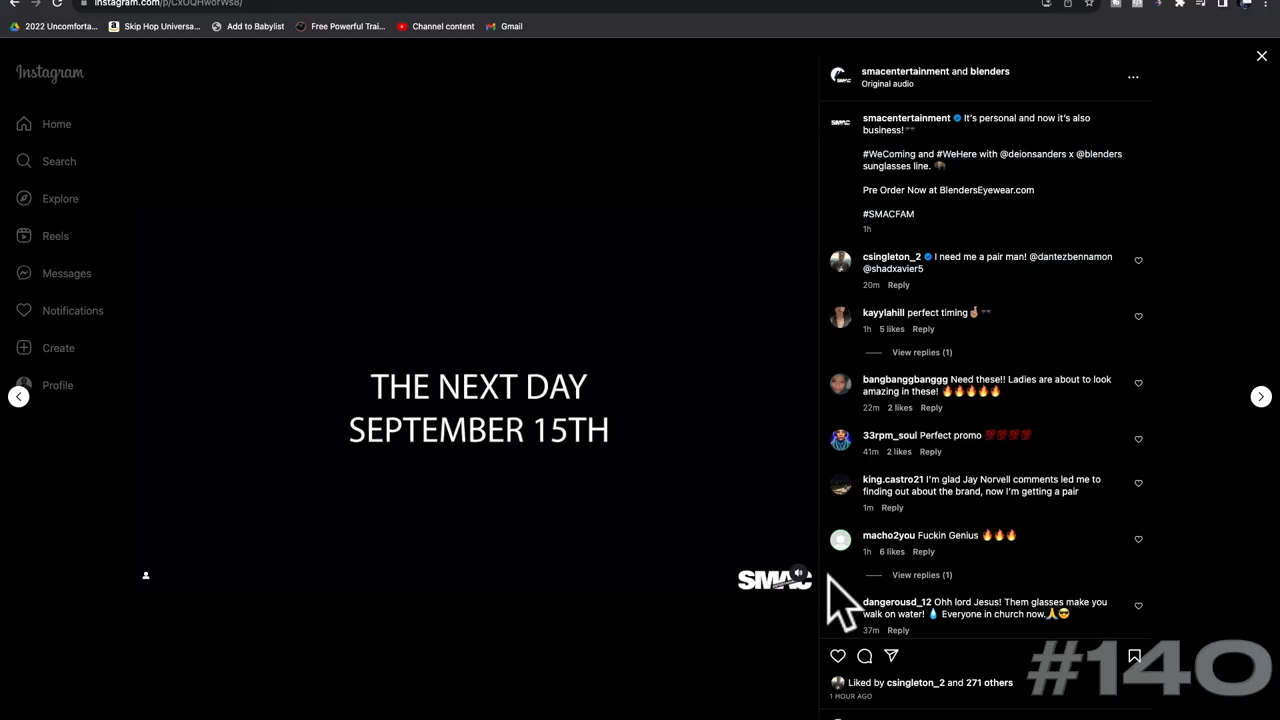 instagram.com/p/CxOQHworWs8/
2022 Uncomforta...
Skip Hop Universa...
Add to Babylist
Free Powerful Trai...
Channel content
Gmail
Instagram
Home
Search
Explore
Reels
Messages
Notifications
Create
Profile
THE NEXT DAY
SEPTEMBER 15TH
SMAC
smacentertainment and blenders
Original audio
smacentertainment It's personal and now it's also
business!🕶️
#WeComing and #WeHere with @deionsanders x @blenders
sunglasses line.
Pre Order Now at BlendersEyewear.com
#SMACFAM
1h
csingleton_2 I need me a pair man! @dantezbennamon
@shadxavier5
20m Reply
kayylahill perfect timing🤞🏽🕶️
1h 5 likes Reply
View replies (1)
bangbanggbanggg Need these!! Ladies are about to look
amazing in these! 🔥🔥🔥🔥🔥
22m 2 likes Reply
33rpm_soul Perfect promo 💯💯💯💯
41m 2 likes Reply
king.castro21 I'm glad Jay Norvell comments led me to
finding out about the brand, now I'm getting a pair
1m Reply
macho2you Fuckin Genius 🔥🔥🔥
1h 6 likes Reply
View replies (1)
dangerousd_12 Ohh lord Jesus! Them glasses make you
walk on water! 💧 Everyone in church now.🙏😎
37m Reply
Liked by csingleton_2 and 271 others
1 HOUR AGO
#140